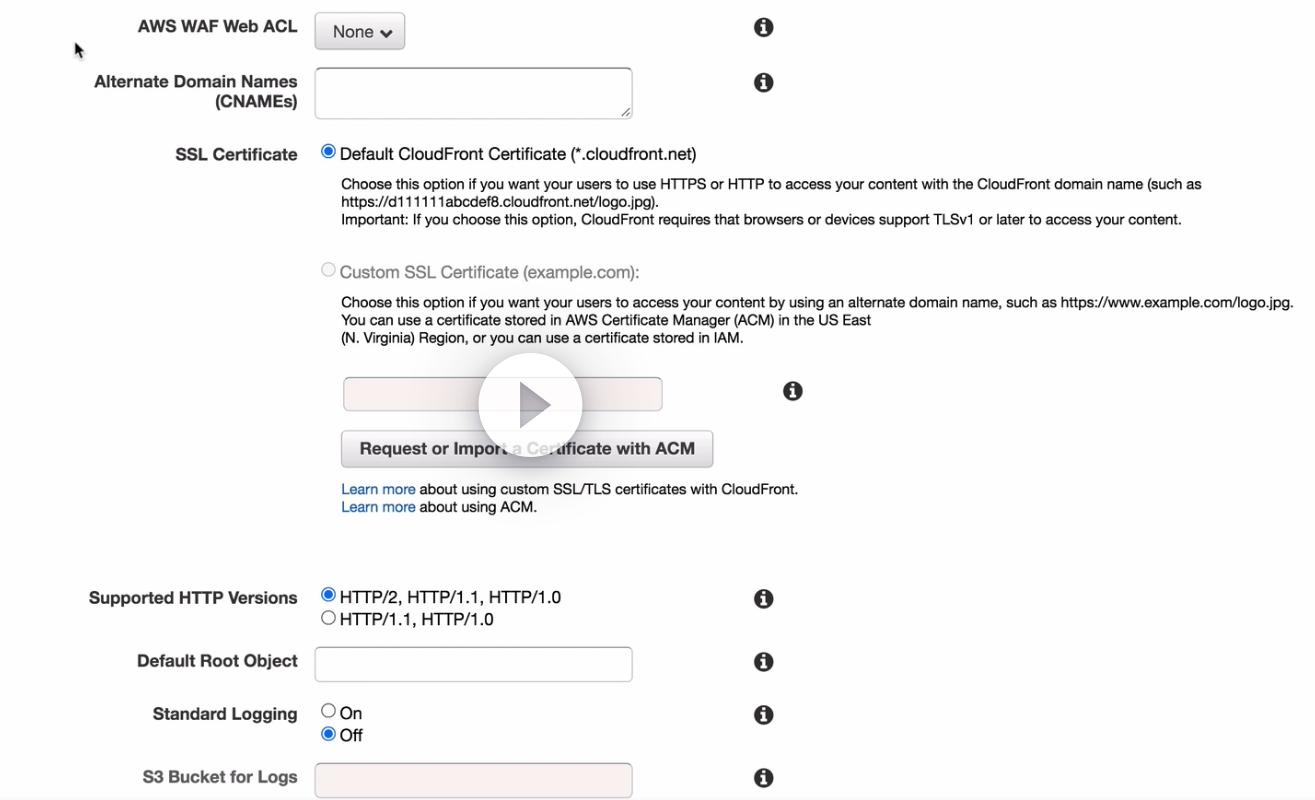 AWS WAF Web ACL
None
Alternate Domain Names
(CNAMEs)
SSL Certificate
Default CloudFront Certificate (*.cloudfront.net)
Choose this option if you want your users to use HTTPS or HTTP to access your content with the CloudFront domain name (such as
https://d111111abcdef8.cloudfront.net/logo.jpg).
Important: If you choose this option, CloudFront requires that browsers or devices support TLSv1 or later to access your content.
Custom SSL Certificate (example.com):
Choose this option if you want your users to access your content by using an alternate domain name, such as https://www.example.com/logo.jpg.
You can use a certificate stored in AWS Certificate Manager (ACM) in the US East
(N. Virginia) Region, or you can use a certificate stored in IAM.
Request or Import a Certificate with ACM
Learn more about using custom SSL/TLS certificates with CloudFront.
Learn more about using ACM.
Supported HTTP Versions
HTTP/2, HTTP/1.1, HTTP/1.0
HTTP/1.1, HTTP/1.0
Default Root Object
Standard Logging
On
Off
S3 Bucket for Logs